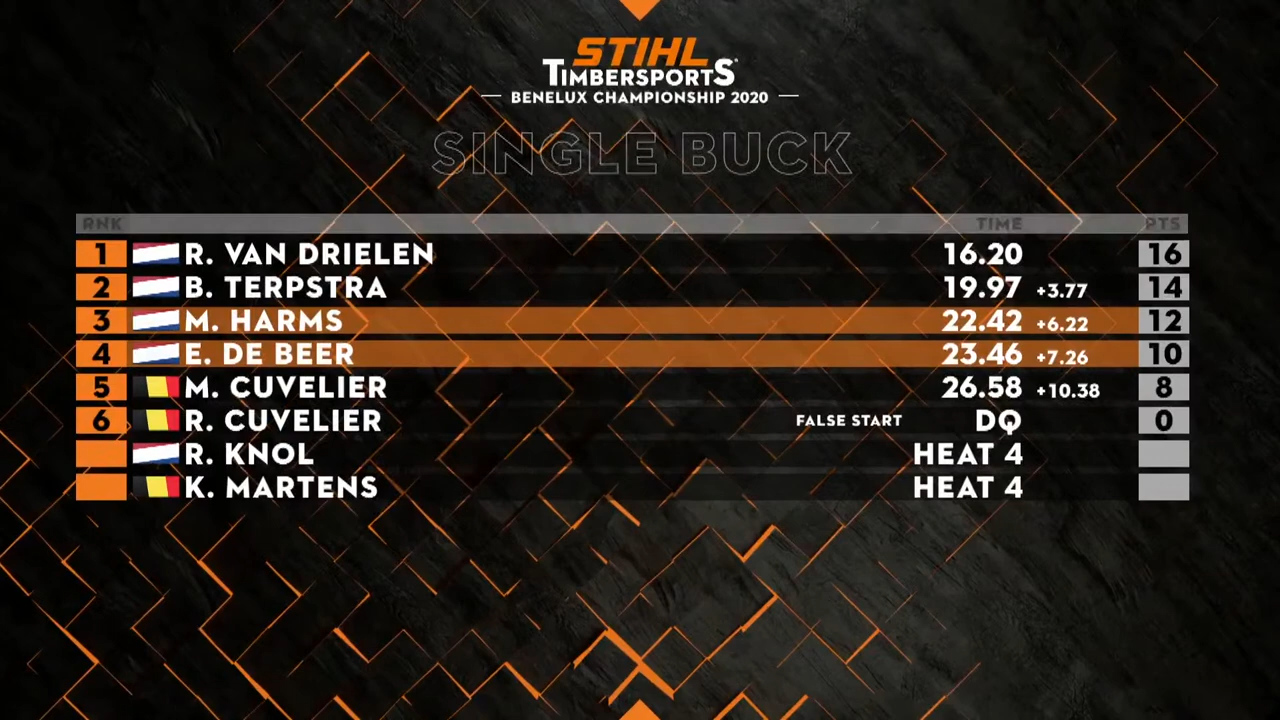 STIHL
TIMBERSPORTS
BENELUX CHAMPIONSHIP 2020
SINGLE BUCK
RNK TIME PTS
1 R. VAN DRIELEN 16.20 16
2 B. TERPSTRA 19.97 +3.77 14
3 M. HARMS 22.42 +6.22 12
4 E. DE BEER 23.46 +7.26 10
5 M. CUVELIER 26.58 +10.38 8
6 R. CUVELIER FALSE START DQ 0
R. KNOL HEAT 4
K. MARTENS HEAT 4